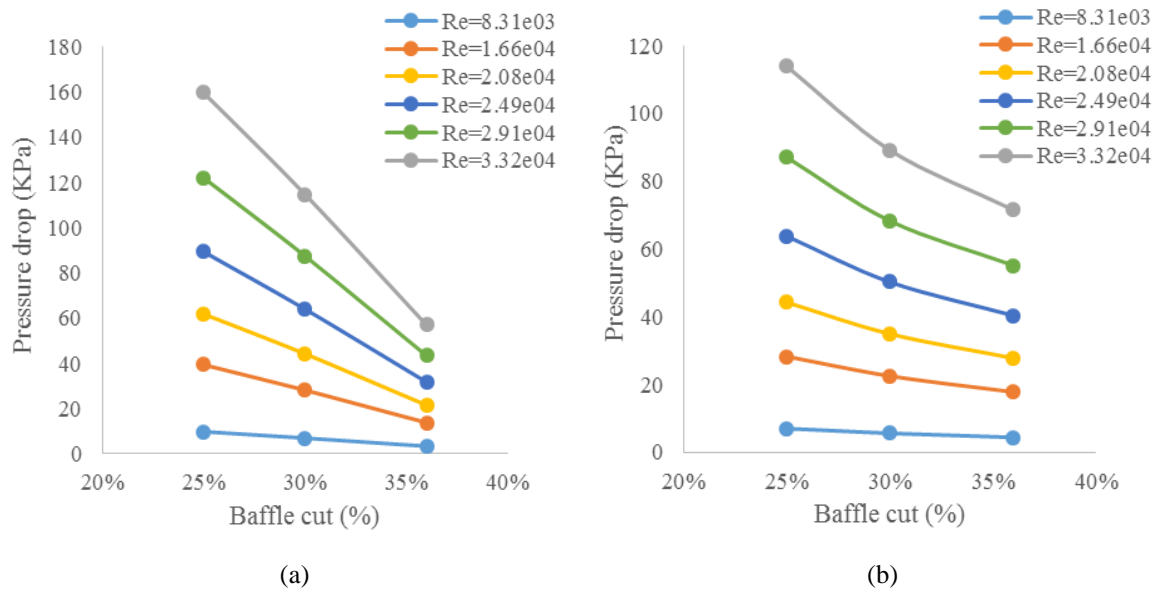 Re=8.31e03
Re=1.66e04
Re=2.08e04
Re=2.49e04
Re=2.91e04
Re=3.32e04
180
160
140
120
100
80
60
40
20
0
Pressure drop (KPa)
20%
25%
30%
35%
40%
Baffle cut (%)
(a)
Re=8.31e03
Re=1.66e04
Re=2.08e04
Re=2.49e04
Re=2.91e04
Re=3.32e04
120
100
80
60
40
20
0
Pressure drop (KPa)
20%
25%
30%
35%
40%
Baffle cut (%)
(b)